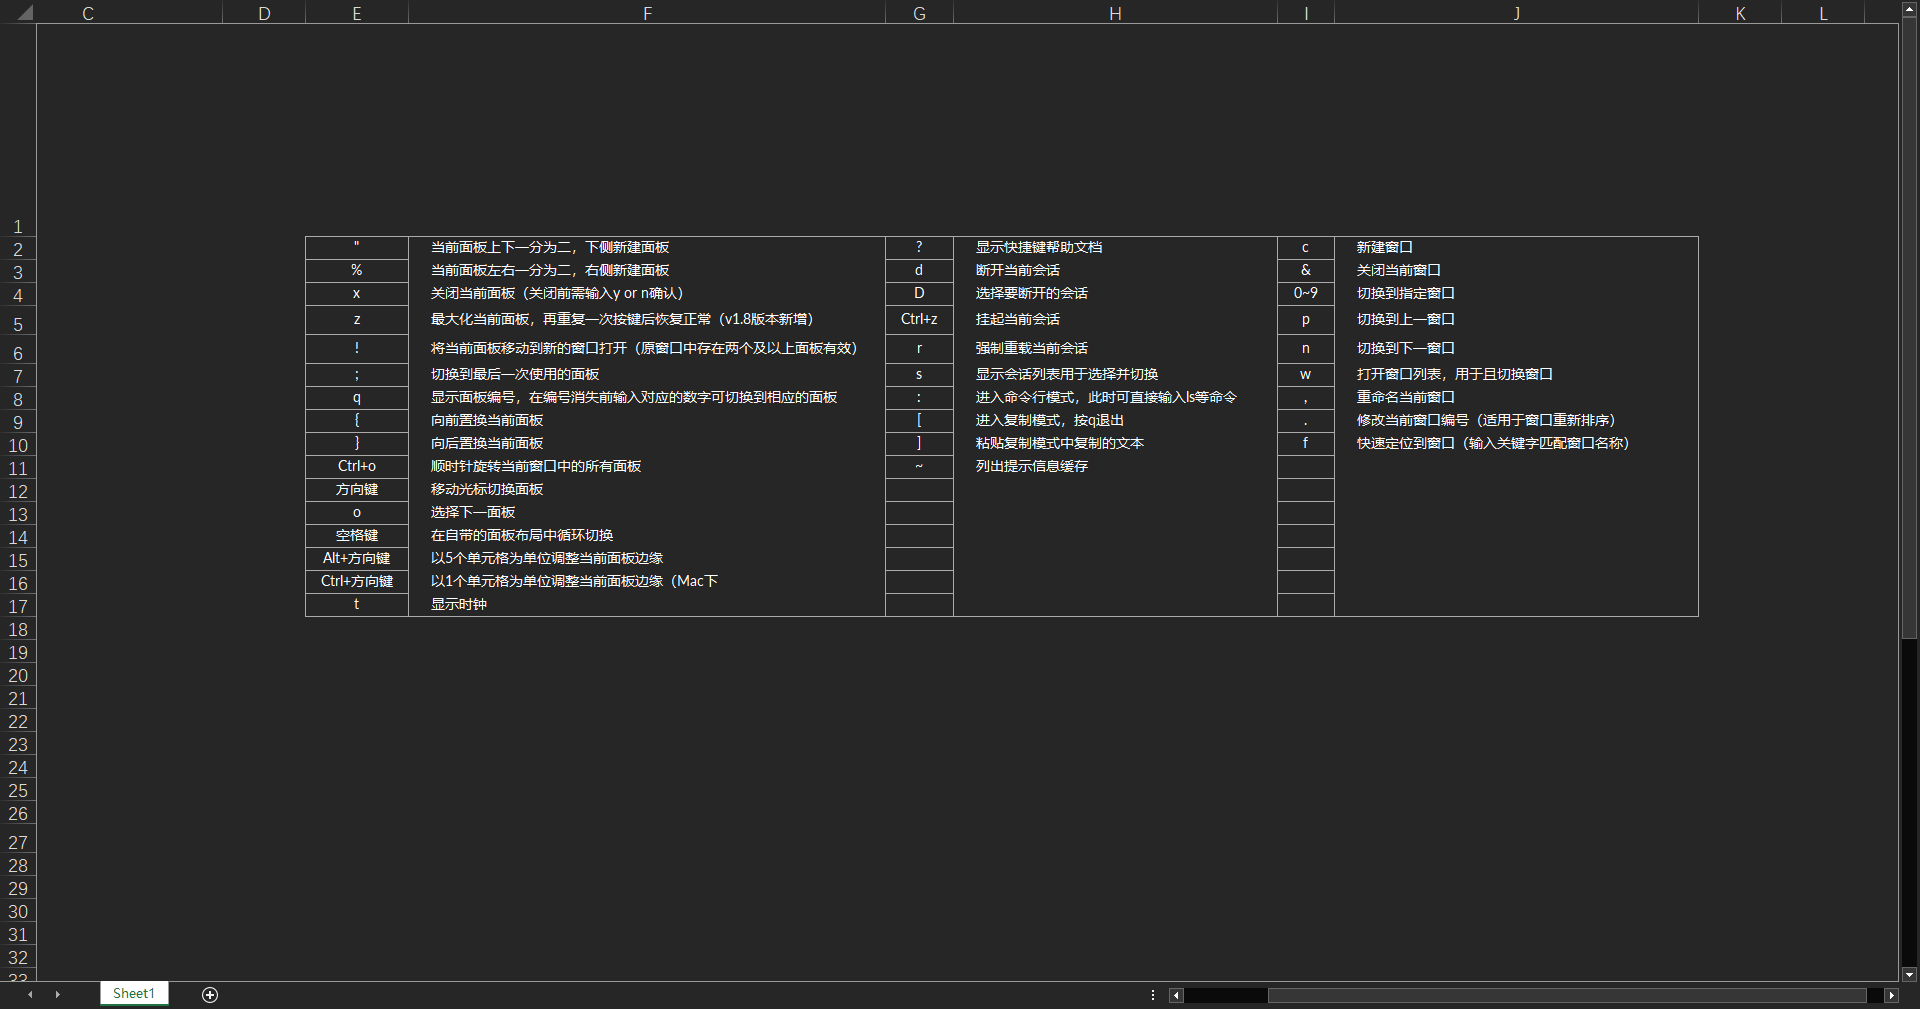 C D E F G H I J K L
1
2 " 当前面板上下一分为二，下侧新建面板 ? 显示快捷键帮助文档 c 新建窗口
3 % 当前面板左右一分为二，右侧新建面板 d 断开当前会话 & 关闭当前窗口
4 x 关闭当前面板（关闭前需输入y or n确认） D 选择要断开的会话 0~9 切换到指定窗口
5 z 最大化当前面板，再重复一次按键后恢复正常（v1.8版本新增） Ctrl+z 挂起当前会话 p 切换到上一窗口
6 ! 将当前面板移动到新的窗口打开（原窗口中存在两个及以上面板有效） r 强制重载当前会话 n 切换到下一窗口
7 ; 切换到最后一次使用的面板 s 显示会话列表用于选择并切换 w 打开窗口列表，用于且切换窗口
8 q 显示面板编号，在编号消失前输入对应的数字可切换到相应的面板 : 进入命令行模式，此时可直接输入ls等命令 , 重命名当前窗口
9 { 向前置换当前面板 [ 进入复制模式，按q退出 . 修改当前窗口编号（适用于窗口重新排序）
10 } 向后置换当前面板 ] 粘贴复制模式中复制的文本 f 快速定位到窗口（输入关键字匹配窗口名称）
11 Ctrl+o 顺时针旋转当前窗口中的所有面板 ~ 列出提示信息缓存
12 方向键 移动光标切换面板
13 o 选择下一面板
14 空格键 在自带的面板布局中循环切换
15 Alt+方向键 以5个单元格为单位调整当前面板边缘
16 Ctrl+方向键 以1个单元格为单位调整当前面板边缘（Mac下
17 t 显示时钟
18
19
20
21
22
23
24
25
26
27
28
29
30
31
32
33
Sheet1